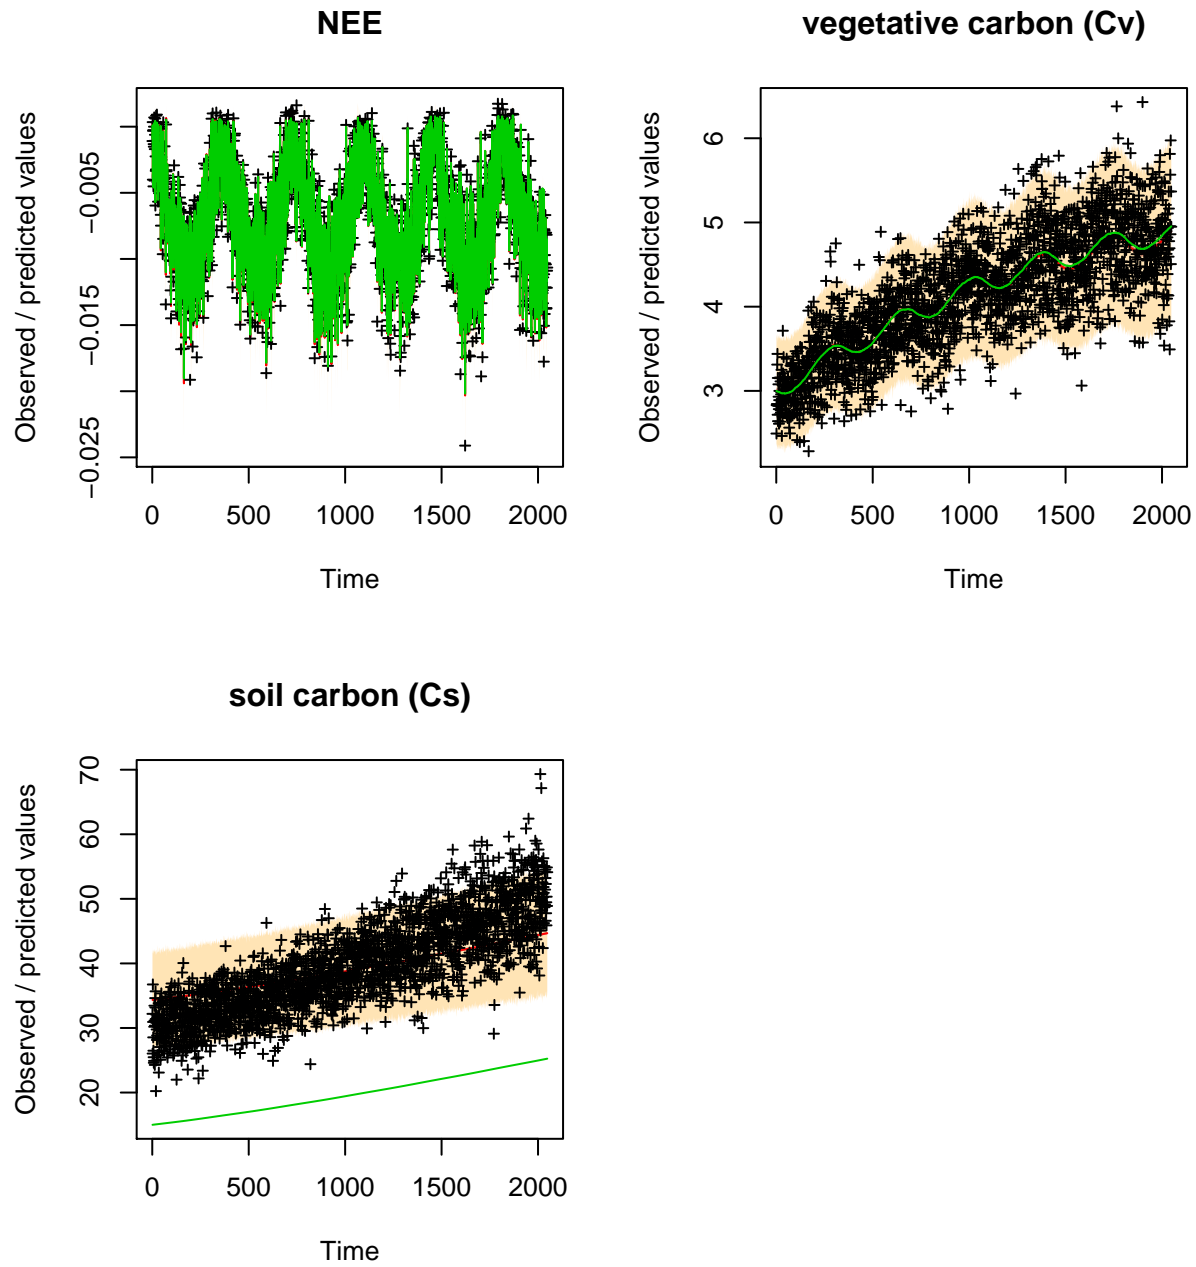 NEE
Observed / predicted values
−0.005
−0.015
−0.025
0 500 1000 1500 2000
Time
vegetative carbon (Cv)
Observed / predicted values
6
5
4
3
0 500 1000 1500 2000
Time
soil carbon (Cs)
Observed / predicted values
70
60
50
40
30
20
0 500 1000 1500 2000
Time